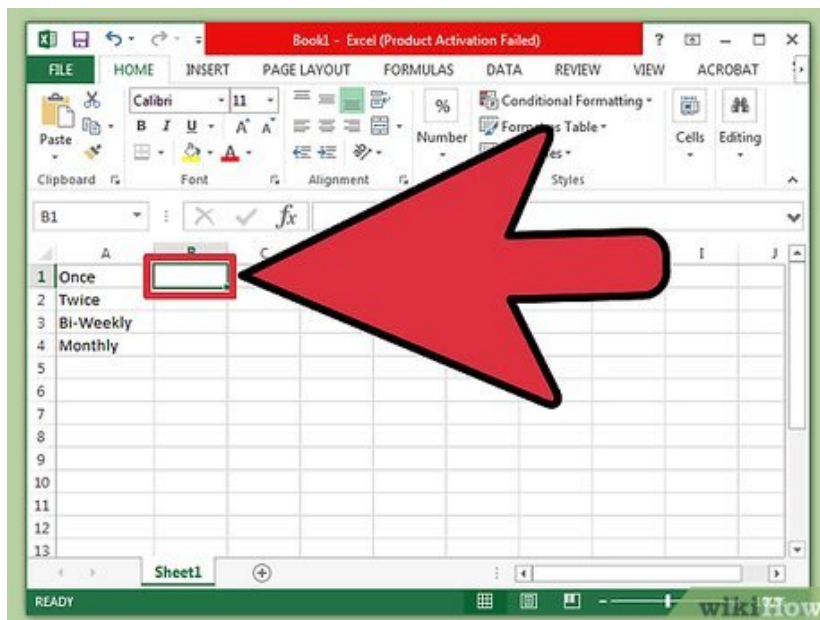 Book1 - Excel (Product Activation Failed)
FILE HOME INSERT PAGE LAYOUT FORMULAS DATA REVIEW VIEW ACROBAT
Calibri 11 % Conditional Formatting
B I U A A Number Table Cells Editing
Paste
Clipboard Font Alignment Styles
B1 fx
A B C I J
1 Once
2 Twice
3 Bi-Weekly
4 Monthly
5
6
7
8
9
10
11
12
13
Sheet1
READY
wikiHow